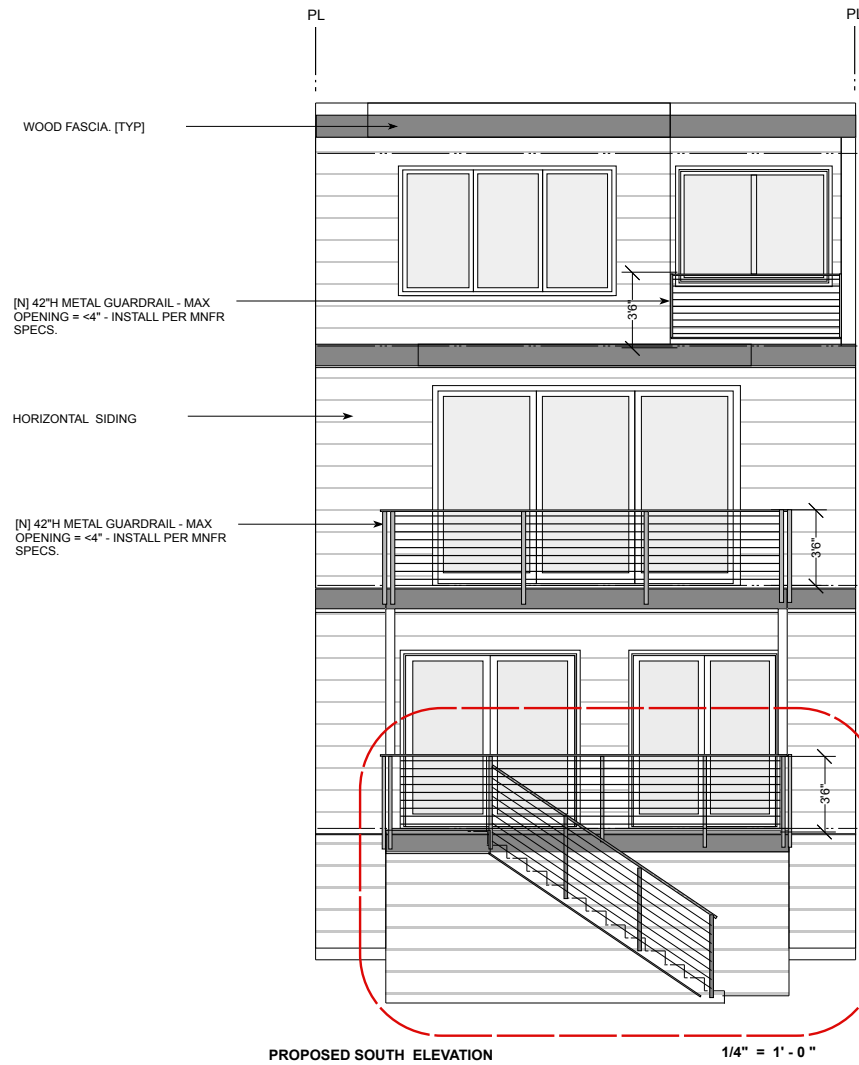 PL
PL
WOOD FASCIA. [TYP]
[N] 42"H METAL GUARDRAIL - MAX
OPENING = <4" - INSTALL PER MNFR
SPECS.
3'6"
HORIZONTAL SIDING
[N] 42"H METAL GUARDRAIL - MAX
OPENING = <4" - INSTALL PER MNFR
SPECS.
3'6"
3'6"
PROPOSED SOUTH ELEVATION
1/4" = 1' - 0 "